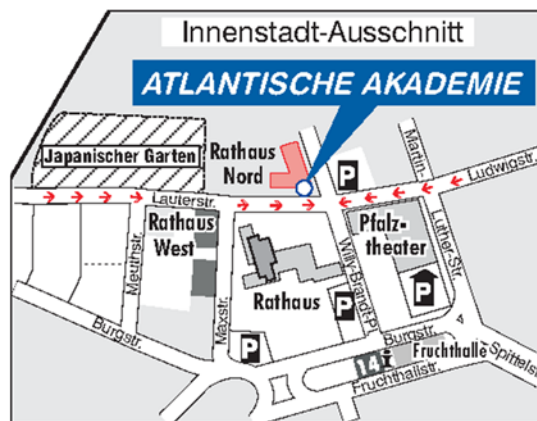 Innenstadt-Ausschnitt
ATLANTISCHE AKADEMIE
Japanischer Garten
Rathaus
Nord
P
Martin-
Luther-Str.
Ludwigstr.
Lauterstr.
Rathaus
West
Pfalz-
theater
Meuthstr.
Maxstr.
Rathaus
Willy-Brandt-Pl.
P
P
P
Burgstr.
Burgstr.
14
i
Fruchthalle
Fruchthallstr.
Spittelstr.